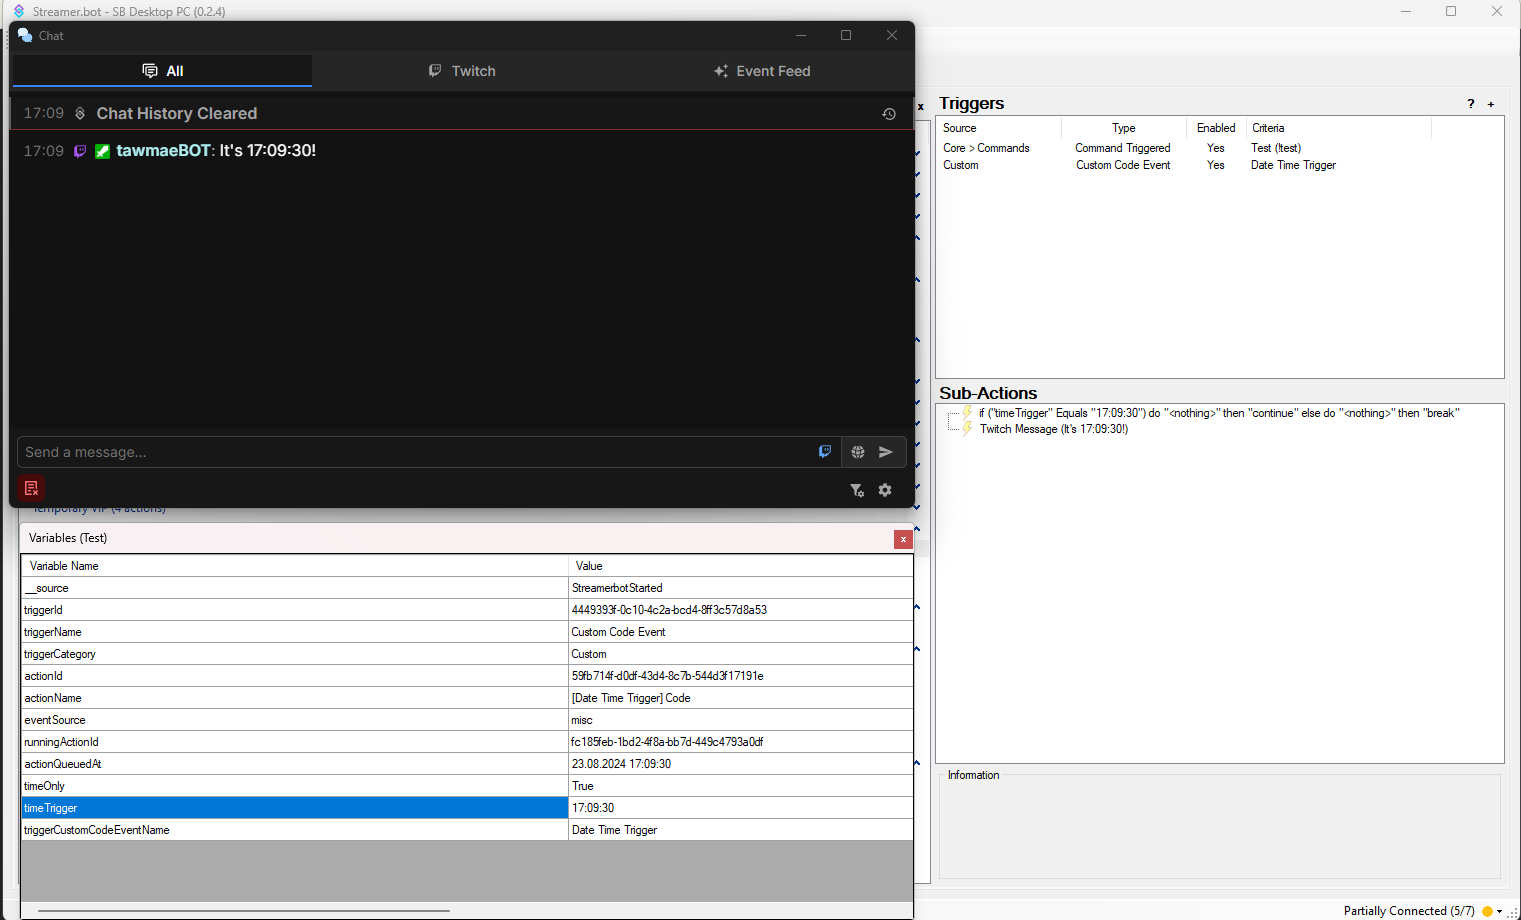 Streamer.bot - SB Desktop PC (0.2.4)
Chat
All
Twitch
Event Feed
17:09 Chat History Cleared
17:09 tawmaeBOT: It's 17:09:30!
Send a message...
Temporary VIP (4 actions)
Variables (Test)
x
Variable Name Value
__source StreamerbotStarted
triggerId 4449393f-0c10-4c2a-bcd4-8ff3c57d8a53
triggerName Custom Code Event
triggerCategory Custom
actionId 59fb714f-d0df-43d4-8c7b-544d3f17191e
actionName [Date Time Trigger] Code
eventSource misc
runningActionId fc185feb-1bd2-4f8a-bb7d-449c4793a0df
actionQueuedAt 23.08.2024 17:09:30
timeOnly True
timeTrigger 17:09:30
triggerCustomCodeEventName Date Time Trigger
x
Triggers
? +
Source Type Enabled Criteria
Core > Commands Command Triggered Yes Test (!test)
Custom Custom Code Event Yes Date Time Trigger
Sub-Actions
if ("timeTrigger" Equals "17:09:30") do "<nothing>" then "continue" else do "<nothing>" then "break"
Twitch Message (It's 17:09:30!)
Information
Partially Connected (5/7)